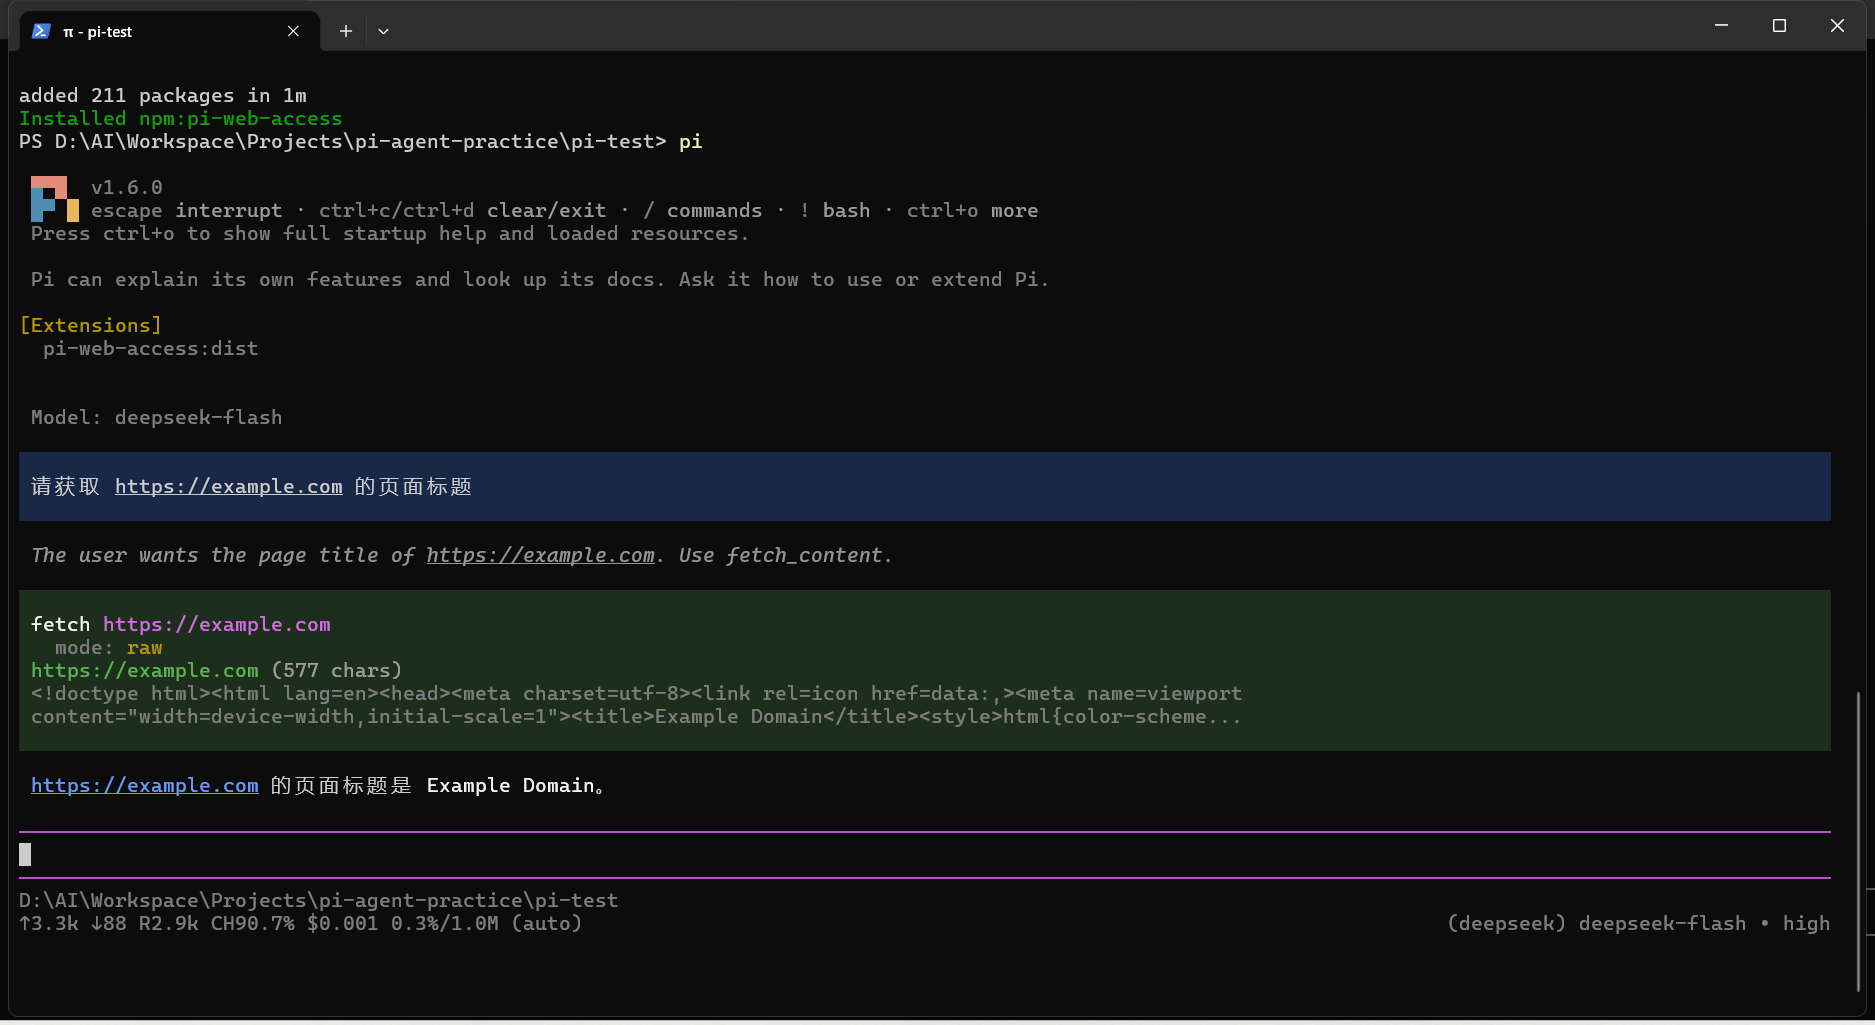 π - pi-test
added 211 packages in 1m
Installed npm:pi-web-access
PS D:\AI\Workspace\Projects\pi-agent-practice\pi-test> pi
v1.6.0
escape interrupt · ctrl+c/ctrl+d clear/exit · / commands · ! bash · ctrl+o more
Press ctrl+o to show full startup help and loaded resources.
Pi can explain its own features and look up its docs. Ask it how to use or extend Pi.
[Extensions]
pi-web-access:dist
Model: deepseek-flash
请获取 https://example.com 的页面标题
The user wants the page title of https://example.com. Use fetch_content.
fetch https://example.com
mode: raw
https://example.com (577 chars)
<!doctype html><html lang=en><head><meta charset=utf-8><link rel=icon href=data:,><meta name=viewport
content="width=device-width,initial-scale=1"><title>Example Domain</title><style>html{color-scheme...
https://example.com 的页面标题是 Example Domain。
D:\AI\Workspace\Projects\pi-agent-practice\pi-test
↑3.3k ↓88 R2.9k CH90.7% $0.001 0.3%/1.0M (auto) (deepseek) deepseek-flash • high